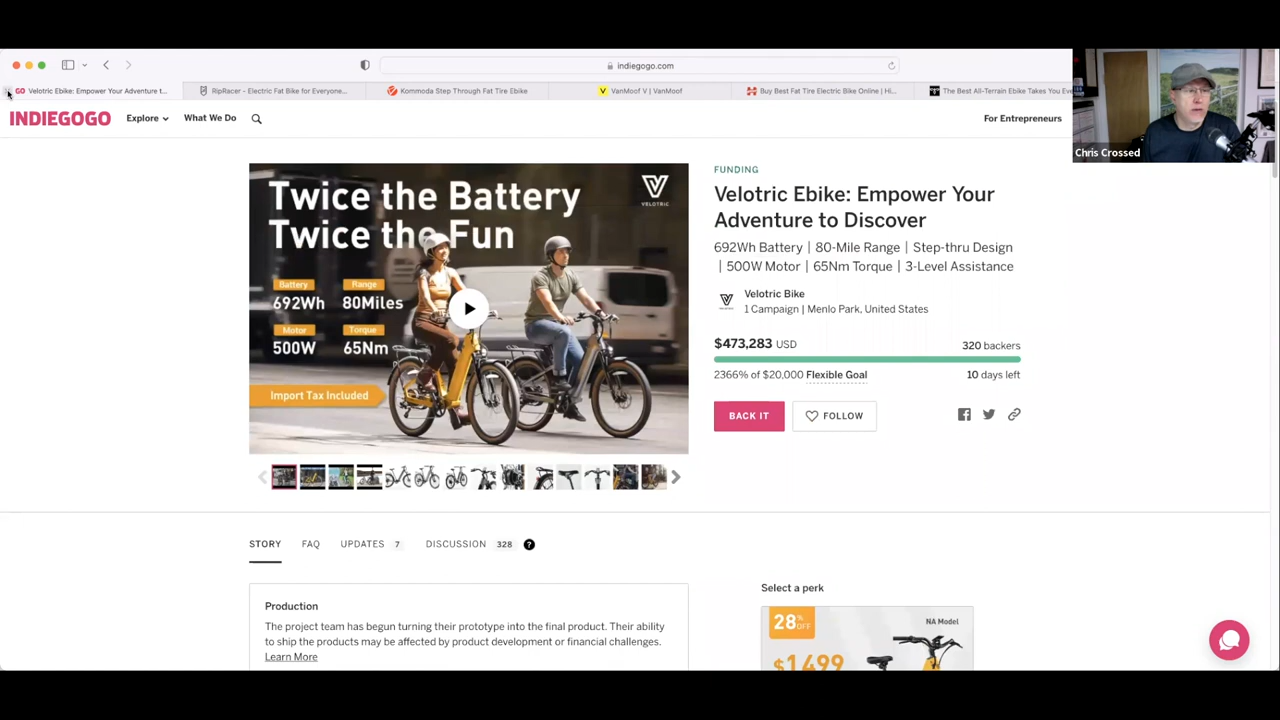 indiegogo.com
GO Velotric Ebike: Empower Your Adventure t...
RipRacer - Electric Fat Bike for Everyone...
Kommoda Step Through Fat Tire Ebike
VanMoof V | VanMoof
Buy Best Fat Tire Electric Bike Online | Hi...
The Best All-Terrain Ebike Takes You Eve
Chris Crossed
INDIEGOGO
Explore
What We Do
For Entrepreneurs
Twice the Battery
Twice the Fun
VELOTRIC
Battery
692Wh
Range
80Miles
Motor
500W
Torque
65Nm
Import Tax Included
FUNDING
Velotric Ebike: Empower Your
Adventure to Discover
692Wh Battery | 80-Mile Range | Step-thru Design
| 500W Motor | 65Nm Torque | 3-Level Assistance
Velotric Bike
1 Campaign | Menlo Park, United States
$473,283 USD
320 backers
2366% of $20,000 Flexible Goal
10 days left
BACK IT
FOLLOW
STORY
FAQ
UPDATES 7
DISCUSSION 328 ?
Production
The project team has begun turning their prototype into the final product. Their ability
to ship the products may be affected by product development or financial challenges.
Learn More
Select a perk
28% OFF
NA Model
$1,499